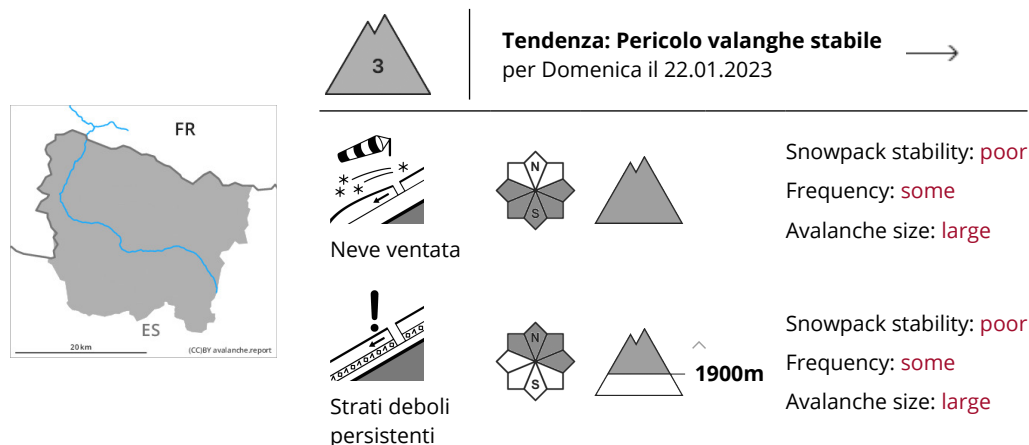 3
Tendenza: Pericolo valanghe stabile
per Domenica il 22.01.2023
FR
ES
20 km
(CC)BY avalanche.report
N
S
Neve ventata
Snowpack stability: poor
Frequency: some
Avalanche size: large
N
S
1900m
Strati deboli
persistenti
Snowpack stability: poor
Frequency: some
Avalanche size: large